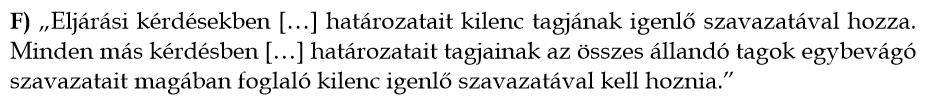 F) „Eljárási kérdésekben […] határozatait kilenc tagjának igenlő szavazatával hozza.
Minden más kérdésben […] határozatait tagjainak az összes állandó tagok egybevágó
szavazatait magában foglaló kilenc igenlő szavazatával kell hoznia.”